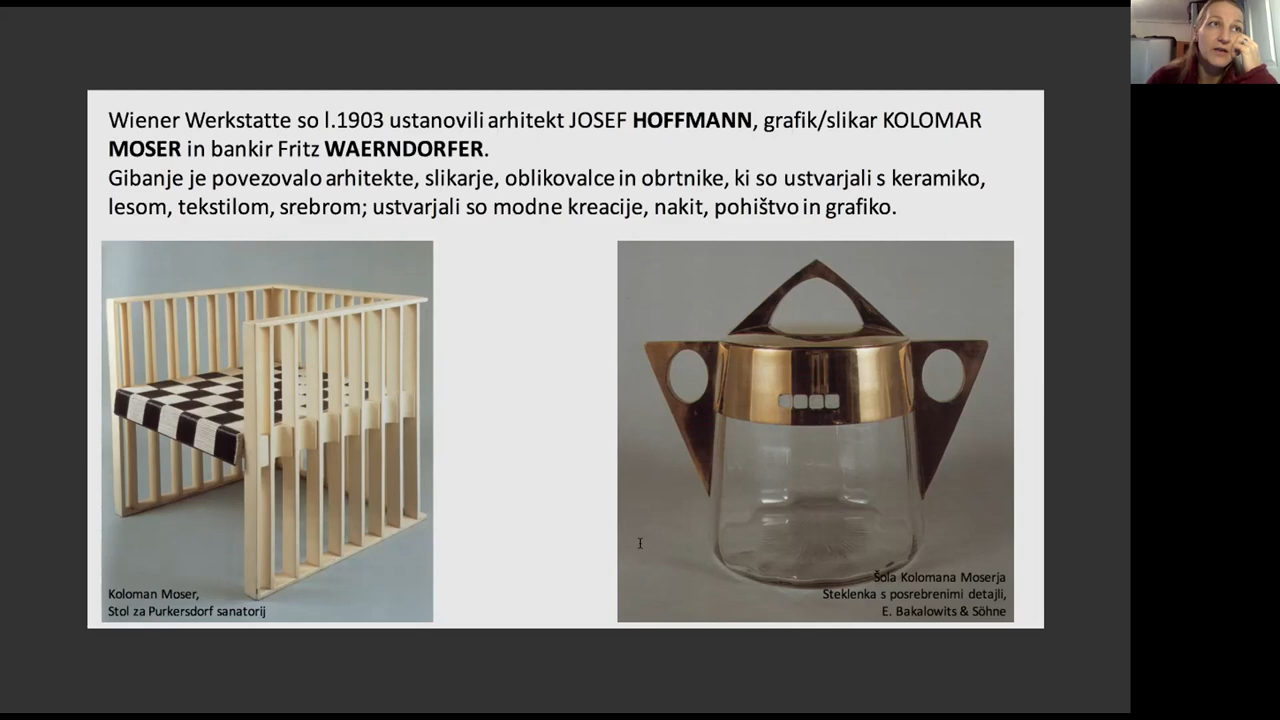 Wiener Werkstatte so l.1903 ustanovili arhitekt JOSEF HOFFMANN, grafik/slikar KOLOMAR
MOSER in bankir Fritz WAERNDORFER.
Gibanje je povezovalo arhitekte, slikarje, oblikovalce in obrtnike, ki so ustvarjali s keramiko,
lesom, tekstilom, srebrom; ustvarjali so modne kreacije, nakit, pohištvo in grafiko.
Koloman Moser,
Stol za Purkersdorf sanatorij
Šola Kolomana Moserja
Steklenka s posrebrenimi detajli,
E. Bakalowits & Söhne